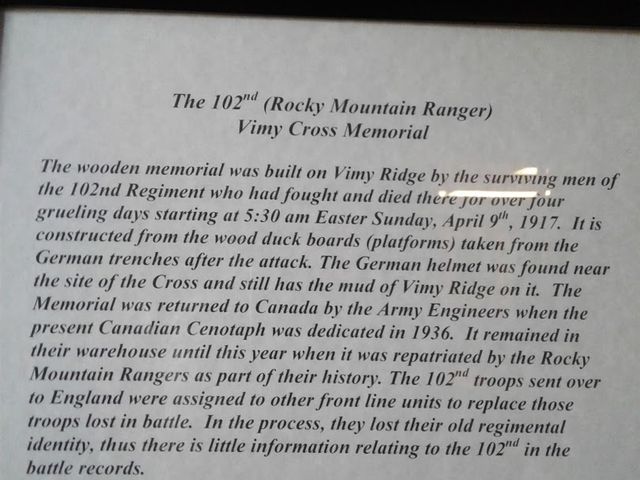 The 102nd (Rocky Mountain Ranger)
Vimy Cross Memorial
The wooden memorial was built on Vimy Ridge by the surviving men of
the 102nd Regiment who had fought and died there for over four
grueling days starting at 5:30 am Easter Sunday, April 9th, 1917. It is
constructed from the wood duck boards (platforms) taken from the
German trenches after the attack. The German helmet was found near
the site of the Cross and still has the mud of Vimy Ridge on it. The
Memorial was returned to Canada by the Army Engineers when the
present Canadian Cenotaph was dedicated in 1936. It remained in
their warehouse until this year when it was repatriated by the Rocky
Mountain Rangers as part of their history. The 102nd troops sent over
to England were assigned to other front line units to replace those
troops lost in battle. In the process, they lost their old regimental
identity, thus there is little information relating to the 102nd in the
battle records.